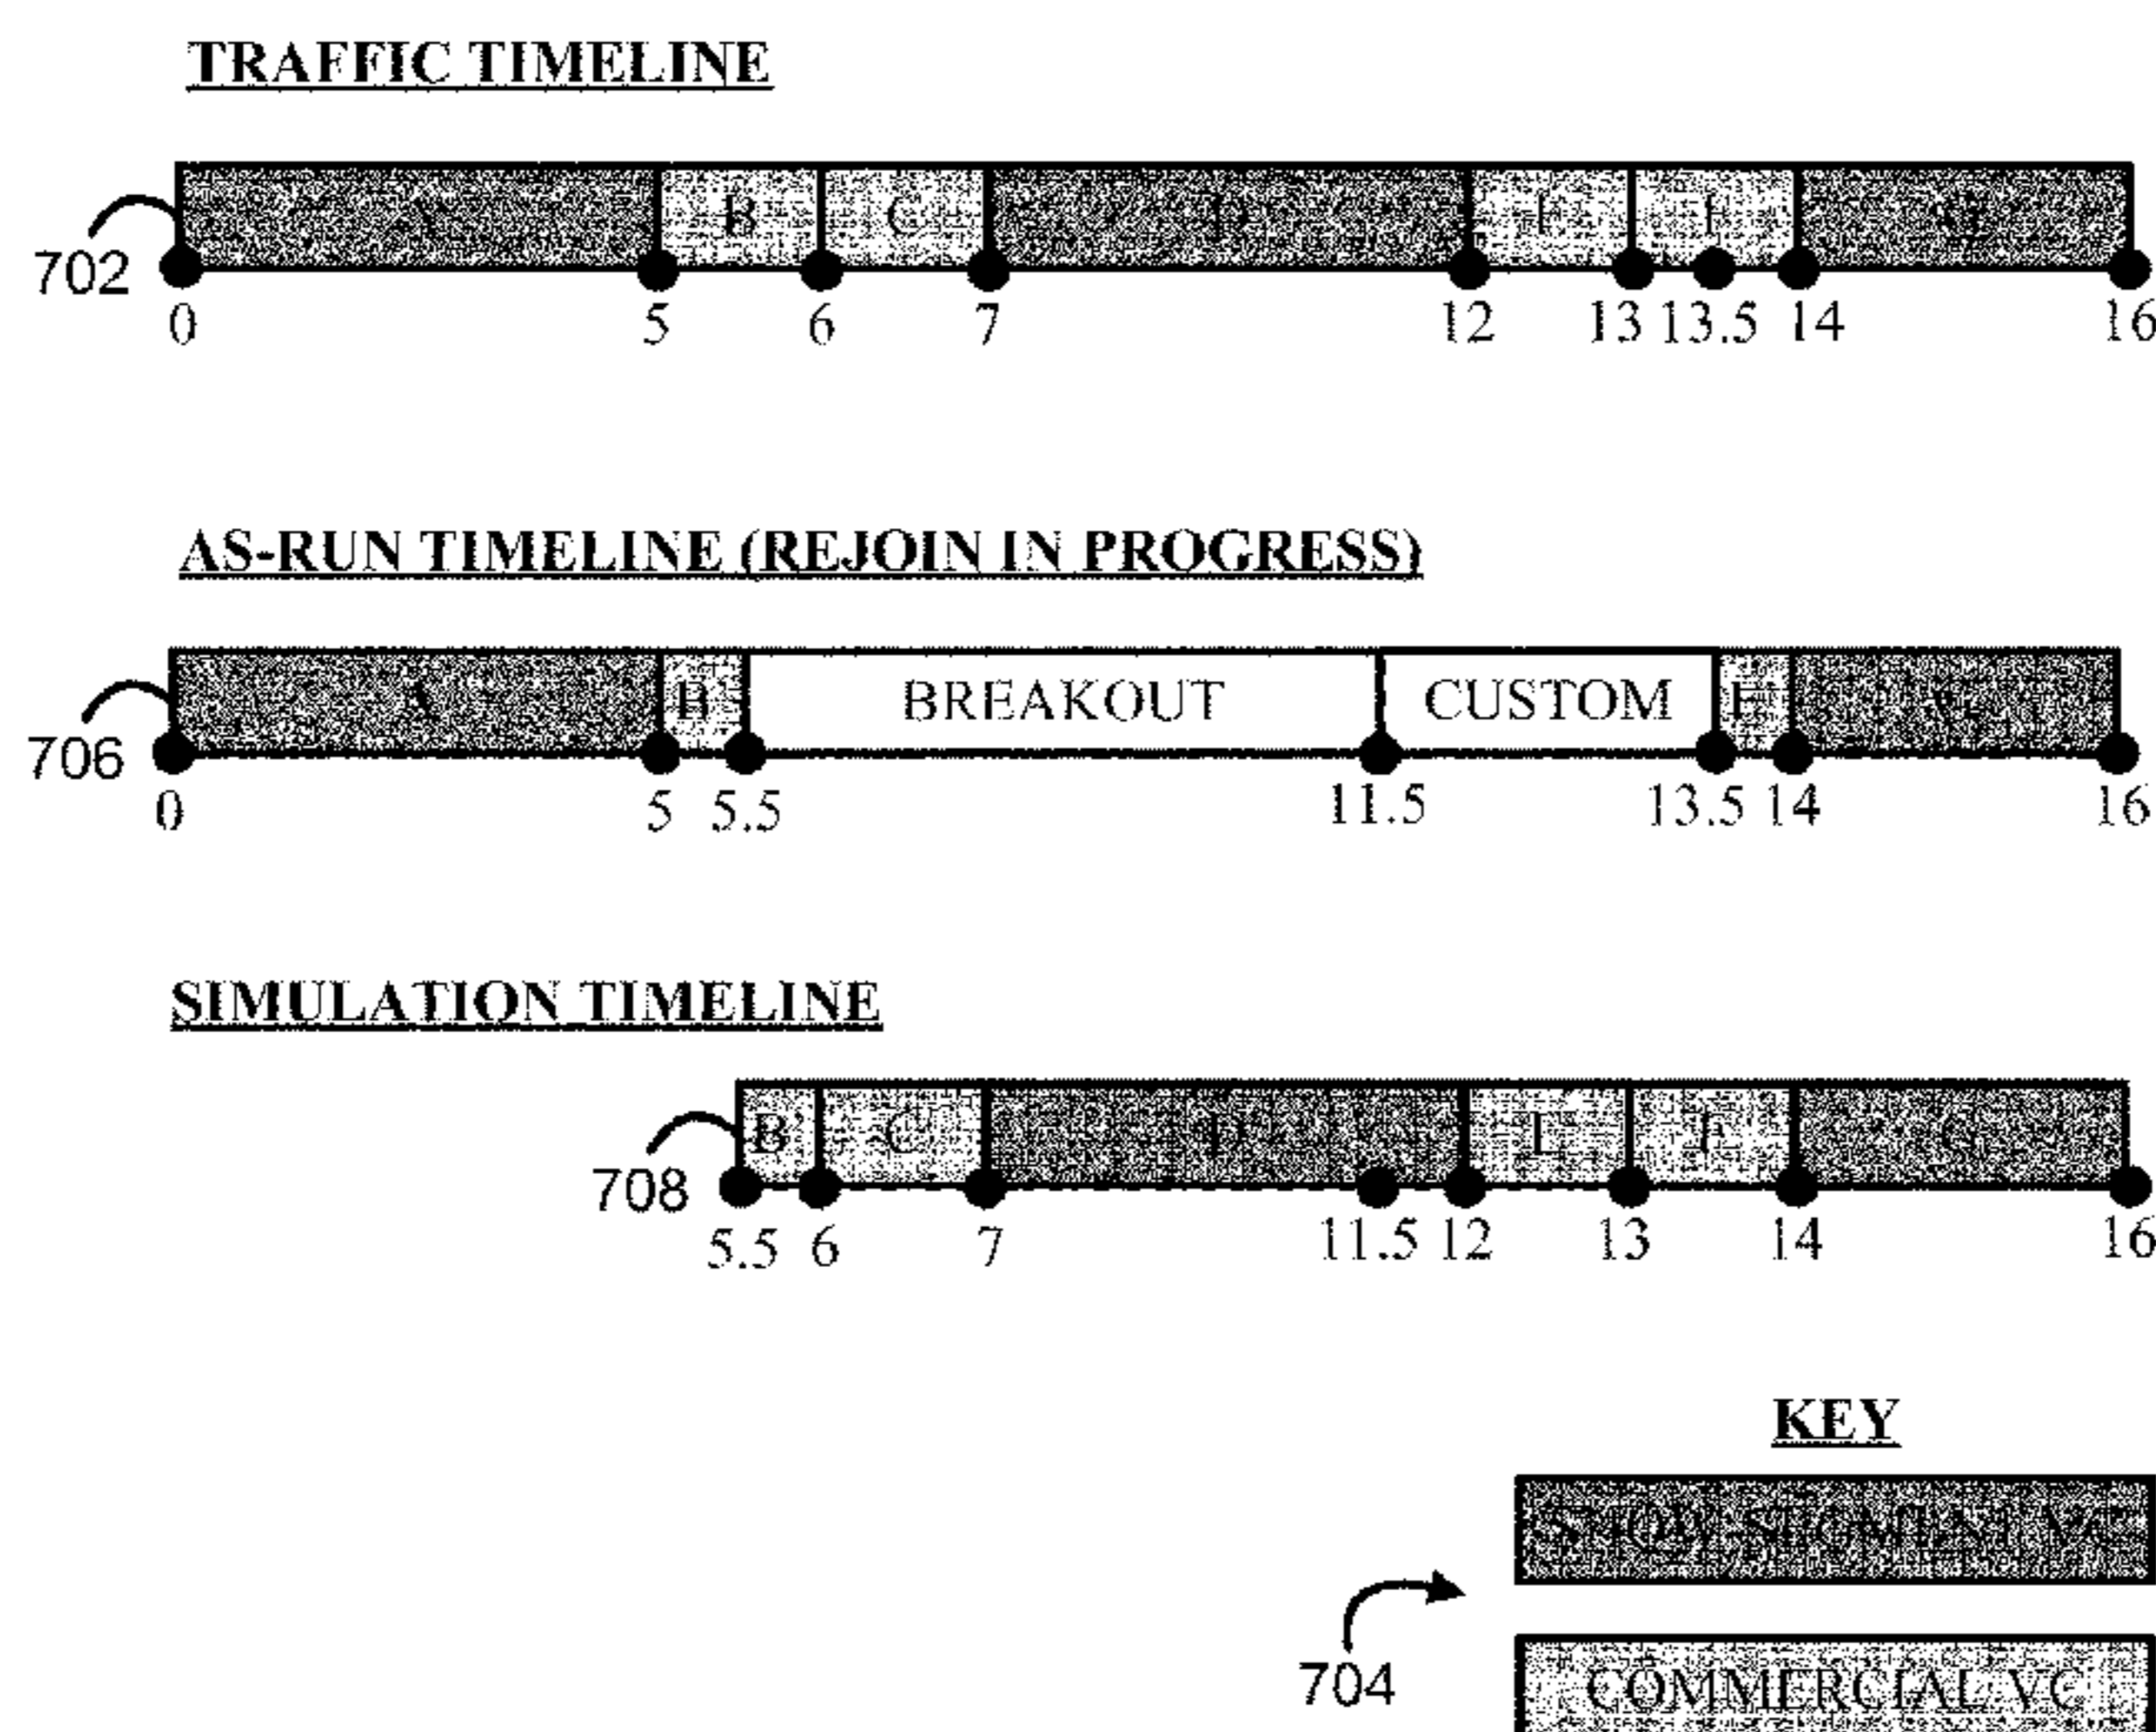 TRAFFIC TIMELINE
A B C D E F G
702
0 5 6 7 12 13 13.5 14 16
AS-RUN TIMELINE (REJOIN IN PROGRESS)
A B' BREAKOUT CUSTOM F' G
706
0 5 5.5 11.5 13.5 14 16
SIMULATION TIMELINE
B' C D E F G
708
5.5 6 7 11.5 12 13 14 16
KEY
SHOW SEGMENT VC
704
COMMERCIAL VC